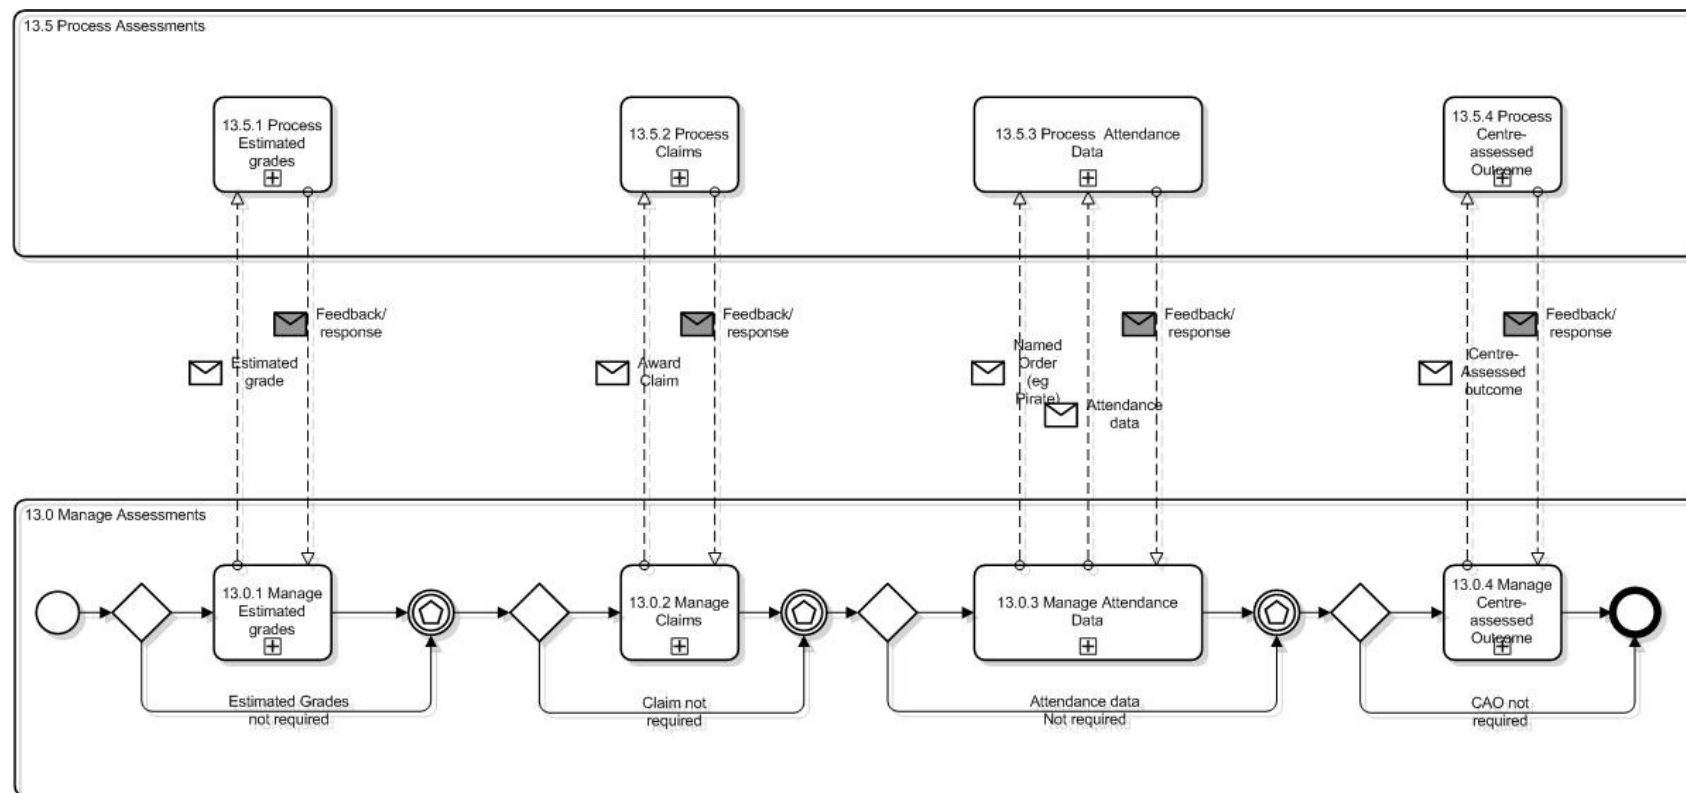 13.5 Process Assessments
13.5.1 Process
Estimated
grades
13.5.2 Process
Claims
13.5.3 Process Attendance
Data
13.5.4 Process
Centre-
assessed
Outcome
Feedback/
response
Estimated
grade
Feedback/
response
Award
Claim
Named
Order
(eg
Pirate)
Attendance
data
Feedback/
response
Centre-
Assessed
outcome
Feedback/
response
13.0 Manage Assessments
13.0.1 Manage
Estimated
grades
13.0.2 Manage
Claims
13.0.3 Manage Attendance
Data
13.0.4 Manage
Centre-
assessed
Outcome
Estimated Grades
not required
Claim not
required
Attendance data
Not required
CAO not
required